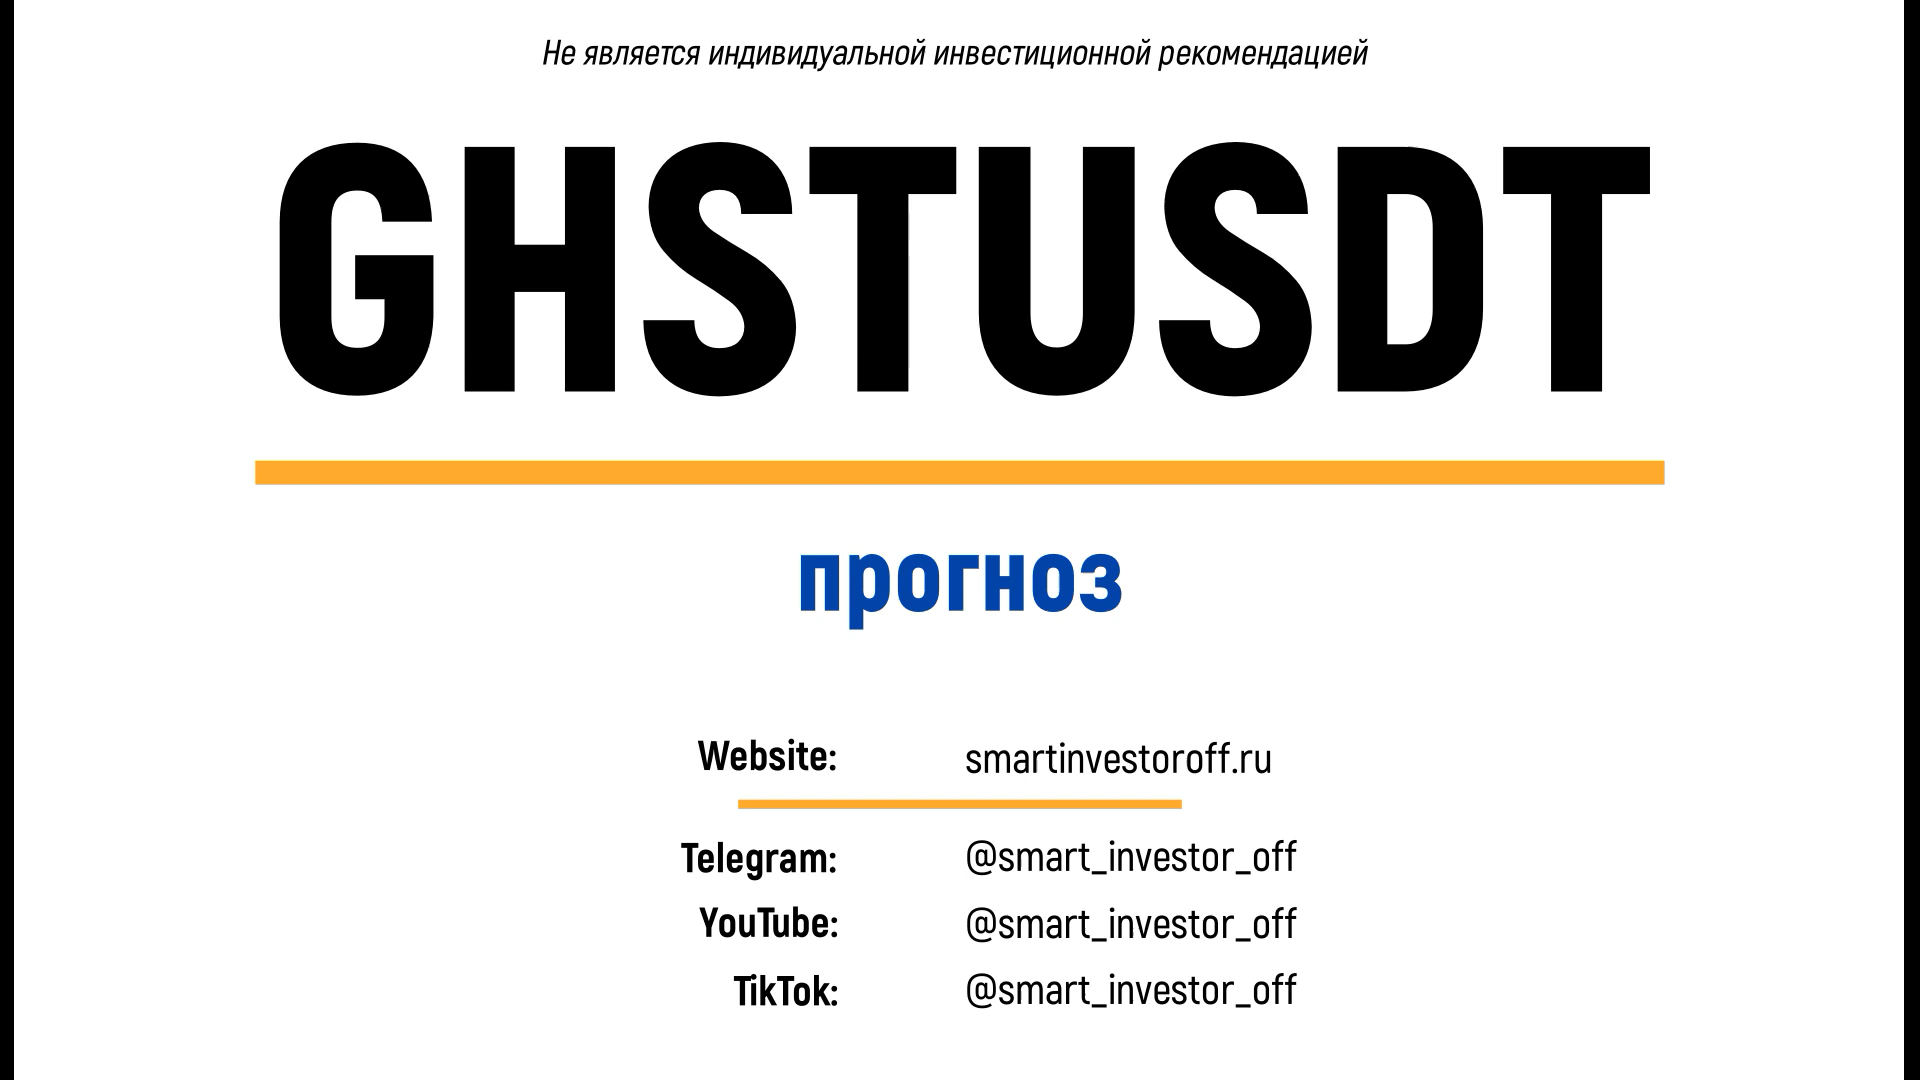 Не является индивидуальной инвестиционной рекомендацией
GHSTUSDT
прогноз
Website: smartinvestoroff.ru
Telegram: @smart_investor_off
YouTube: @smart_investor_off
TikTok: @smart_investor_off